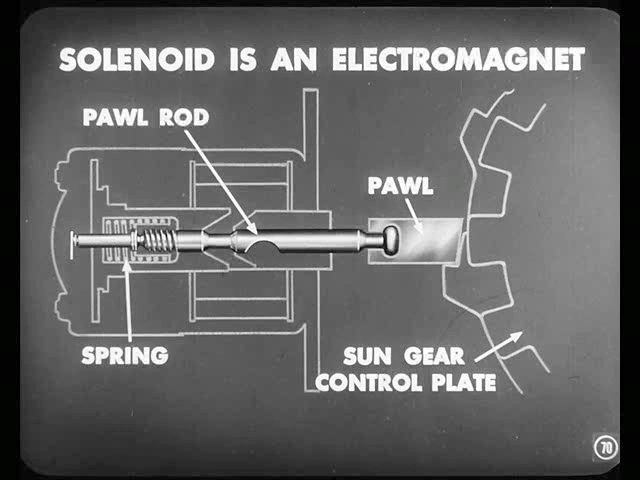 SOLENOID IS AN ELECTROMAGNET
PAWL ROD
PAWL
SPRING
SUN GEAR
CONTROL PLATE
70